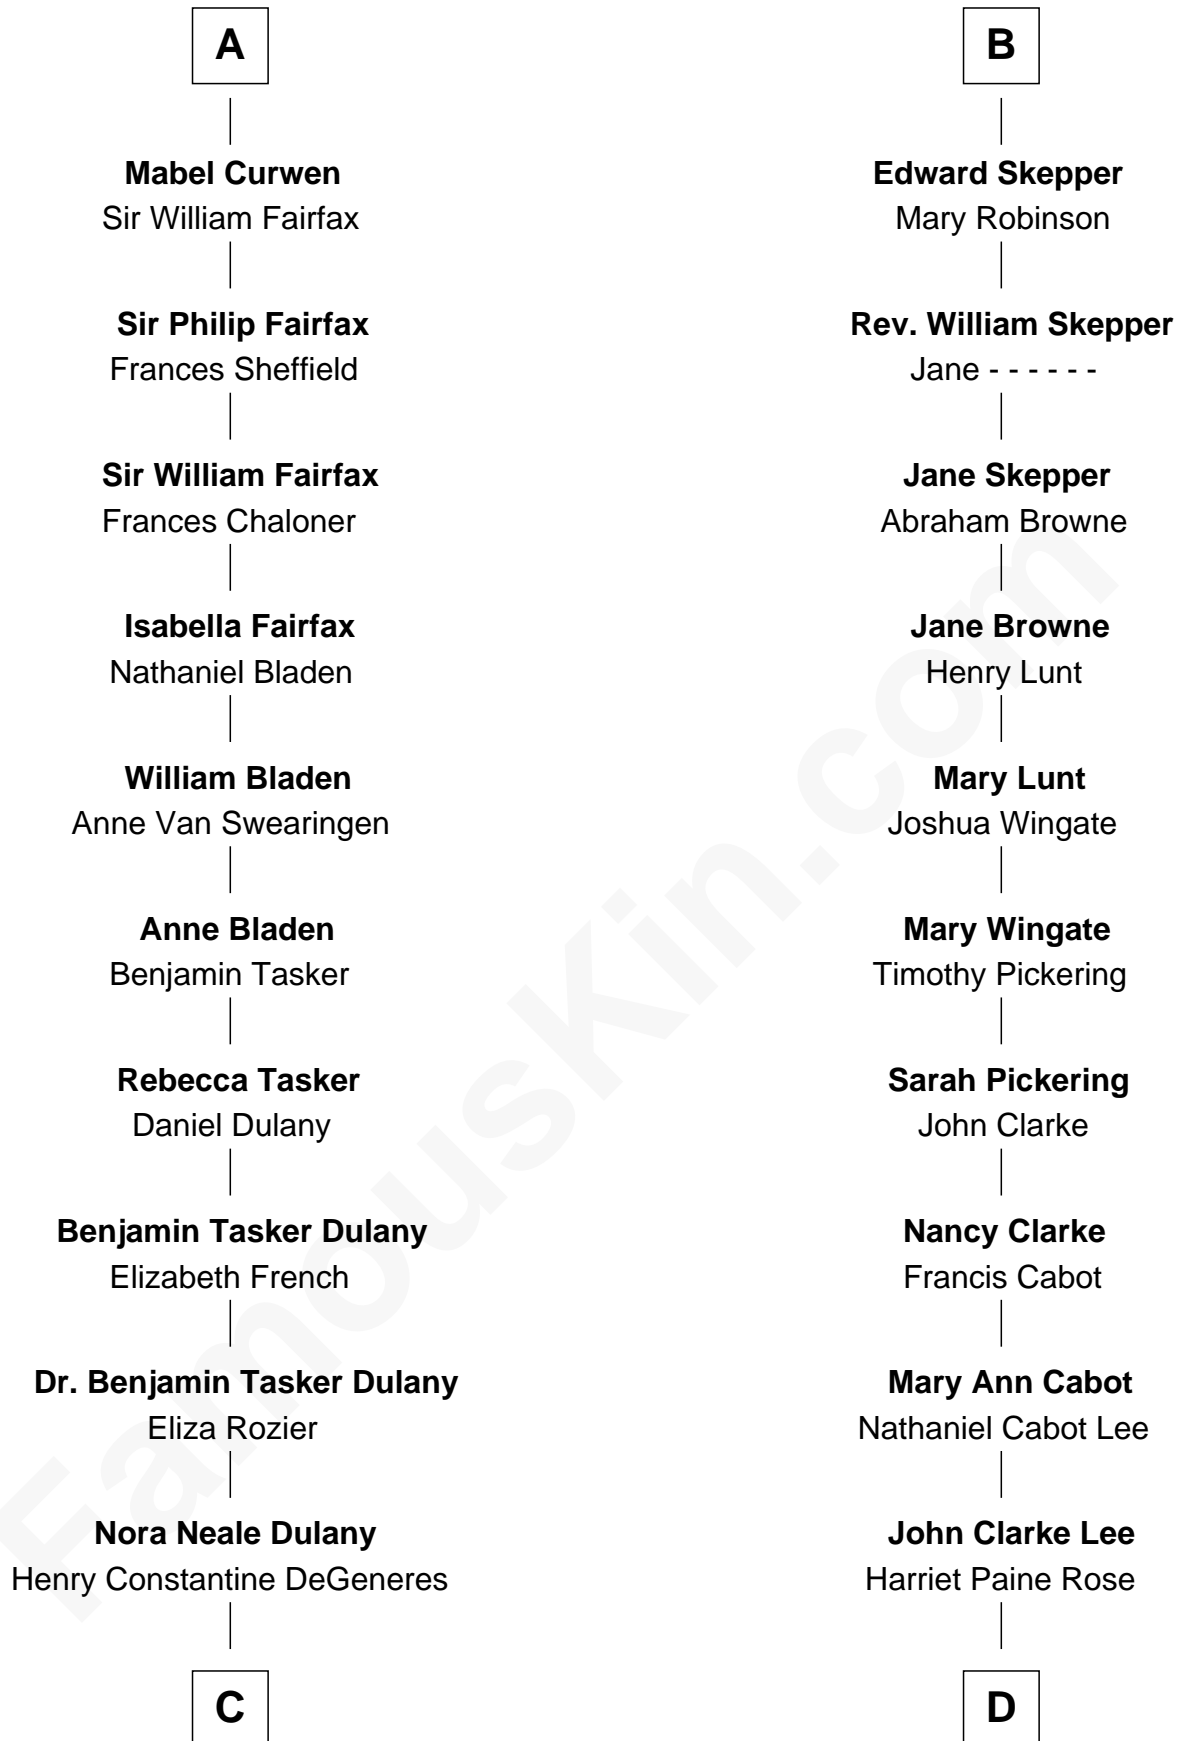 A
Mabel Curwen
Sir William Fairfax
Sir Philip Fairfax
Frances Sheffield
Sir William Fairfax
Frances Chaloner
Isabella Fairfax
Nathaniel Bladen
William Bladen
Anne Van Swearingen
Anne Bladen
Benjamin Tasker
Rebecca Tasker
Daniel Dulany
Benjamin Tasker Dulany
Elizabeth French
Dr. Benjamin Tasker Dulany
Eliza Rozier
Nora Neale Dulany
Henry Constantine DeGeneres
C
B
Edward Skepper
Mary Robinson
Rev. William Skepper
Jane - - - - - -
Jane Skepper
Abraham Browne
Jane Browne
Henry Lunt
Mary Lunt
Joshua Wingate
Mary Wingate
Timothy Pickering
Sarah Pickering
John Clarke
Nancy Clarke
Francis Cabot
Mary Ann Cabot
Nathaniel Cabot Lee
John Clarke Lee
Harriet Paine Rose
D
FamousKin.com